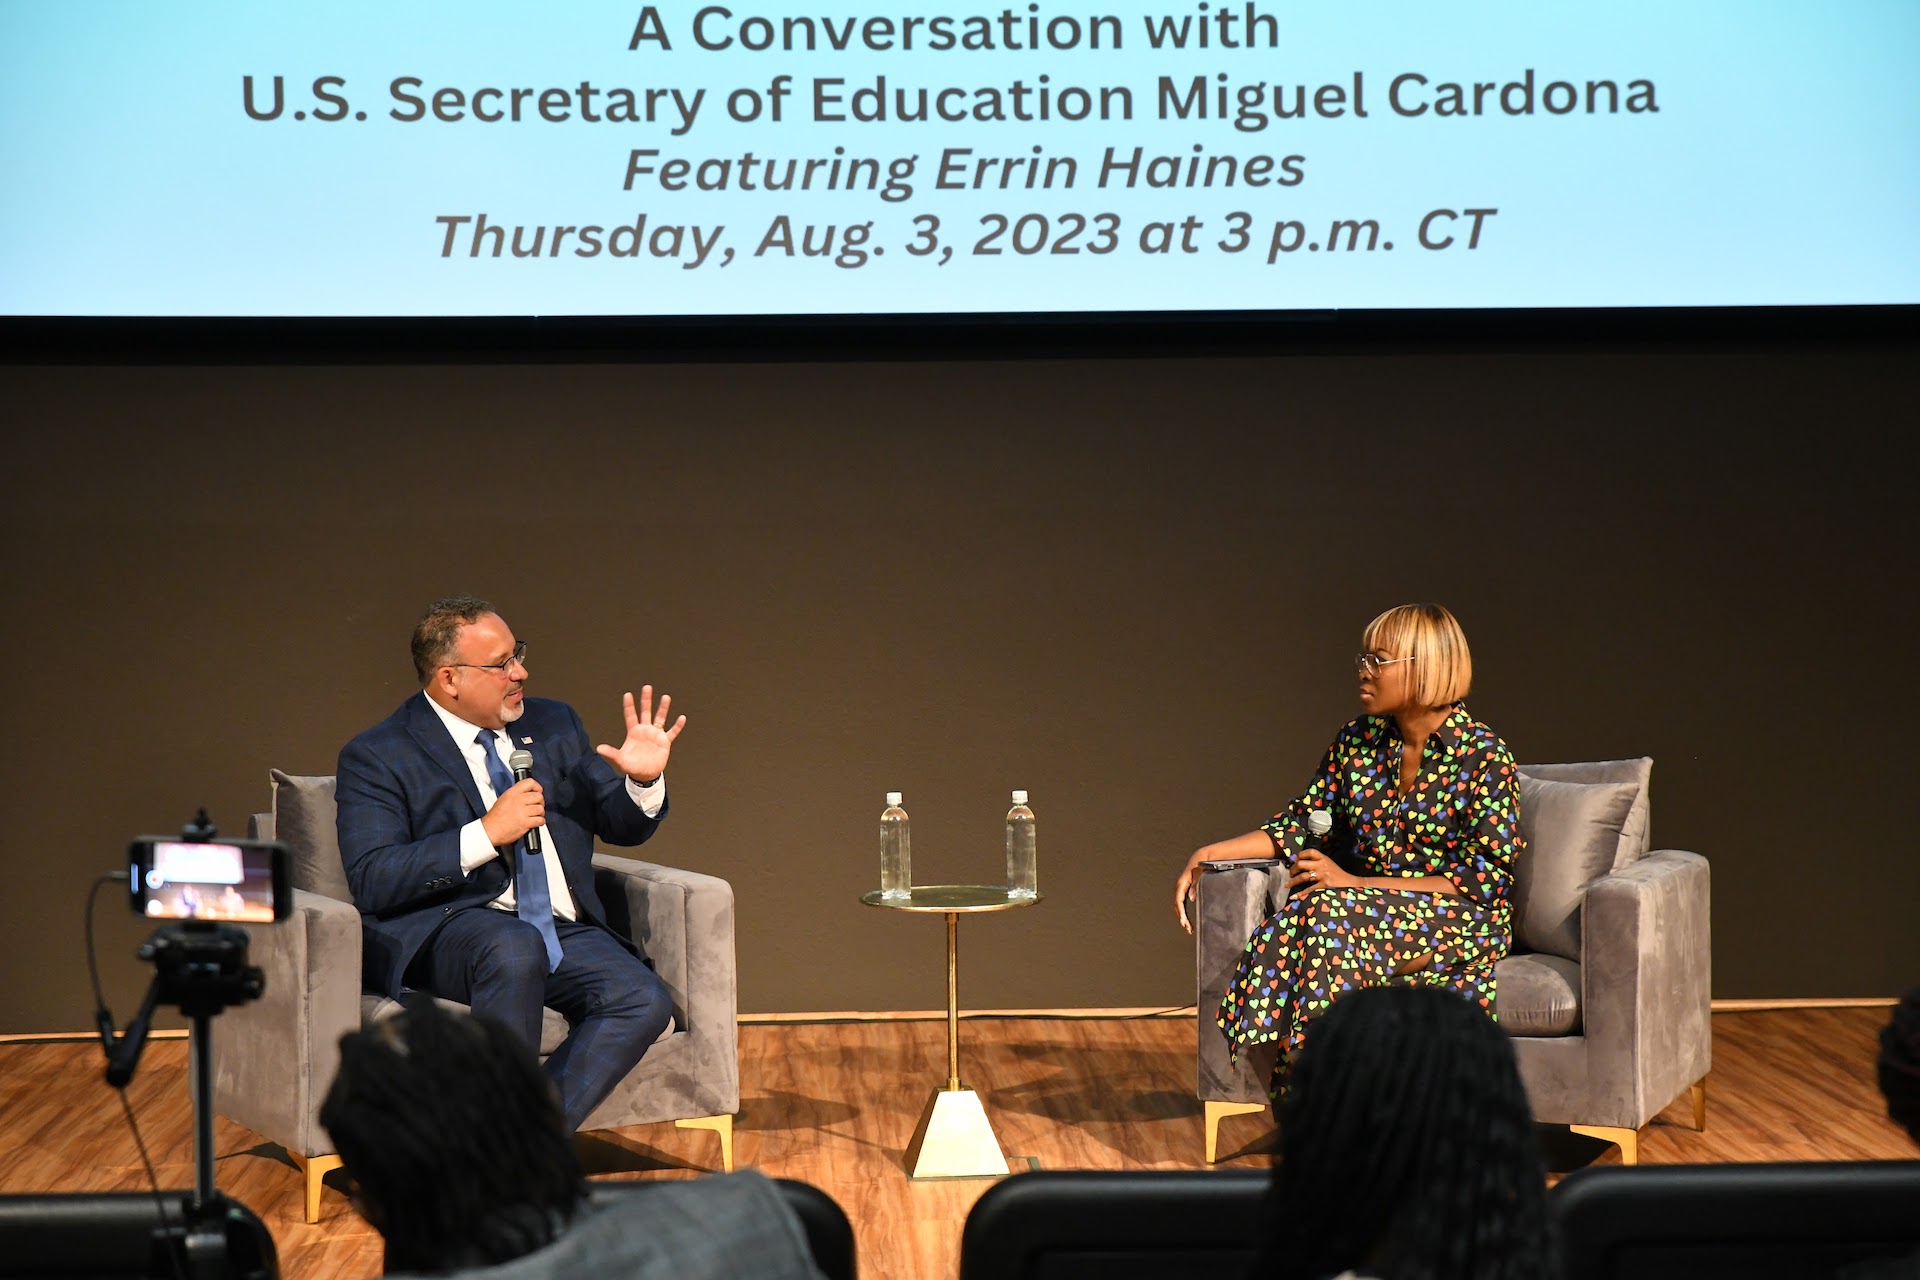 A Conversation with
U.S. Secretary of Education Miguel Cardona
Featuring Errin Haines
Thursday, Aug. 3, 2023 at 3 p.m. CT